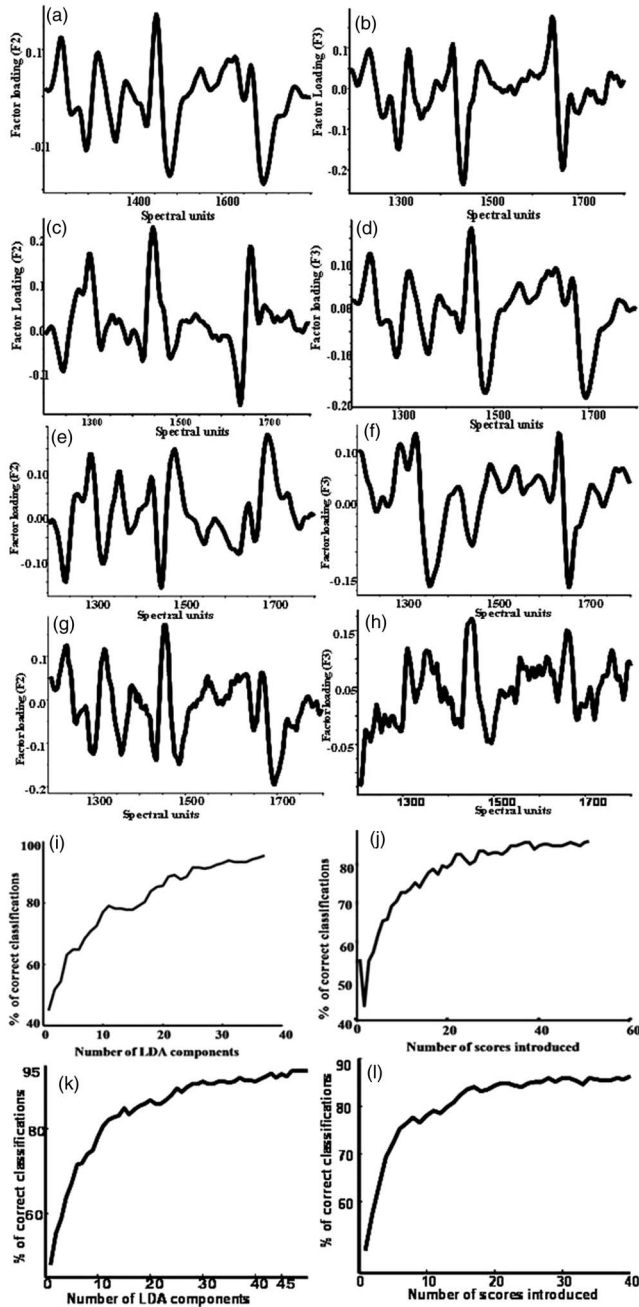 (a)
Factor loading (F2)
0.1
-0.1
1400 1600
Spectral units
(b)
Factor Loading (F3)
0.1
0.0
-0.1
-0.2
1300 1500 1700
Spectral units
(c)
Factor Loading (F2)
0.2
0.1
0.0
-0.1
1300 1500 1700
Spectral units
(d)
Factor loading (F3)
0.10
-0.20
1300 1500 1700
Spectral units
(e)
Factor loading (F2)
0.10
0.00
-0.10
1300 1500 1700
Spectral units
(f)
Factor loading (F3)
0.10
0.00
-0.15
1300 1500 1700
Spectral units
(g)
Factor loading (F2)
0.1
0.0
-0.1
-0.2
1300 1500 1700
Spectral units
(h)
Factor loading (F3)
0.15
0.05
-0.05
1300 1500 1700
Spectral units
(i)
% of correct classifications
100
80
60
40
0 10 20 30 40
Number of LDA components
(j)
% of correct classifications
80
70
60
50
40
0 20 40 60
Number of scores introduced
(k)
% of correct classifications
95
80
60
0 10 20 30 40 45
Number of LDA components
(l)
% of correct classifications
90
80
70
60
0 10 20 30 40
Number of scores introduced